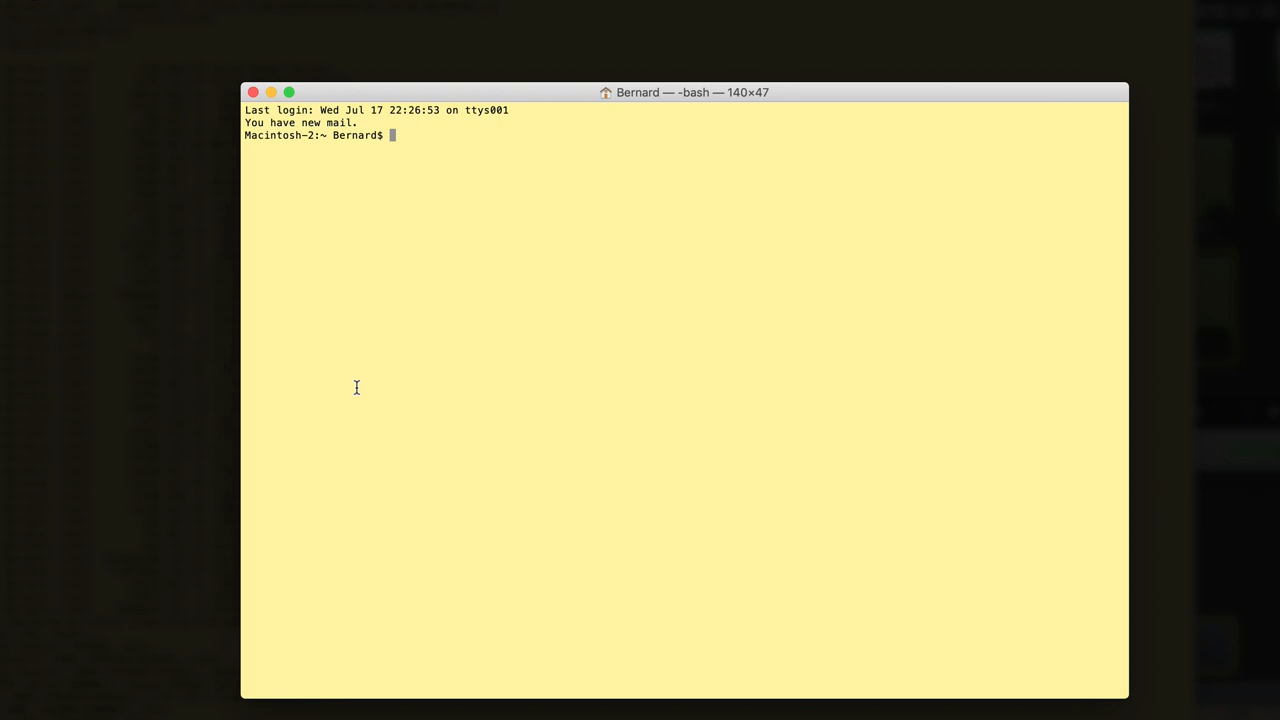 Bernard — -bash — 140×47
Last login: Wed Jul 17 22:26:53 on ttys001
You have new mail.
Macintosh-2:~ Bernard$